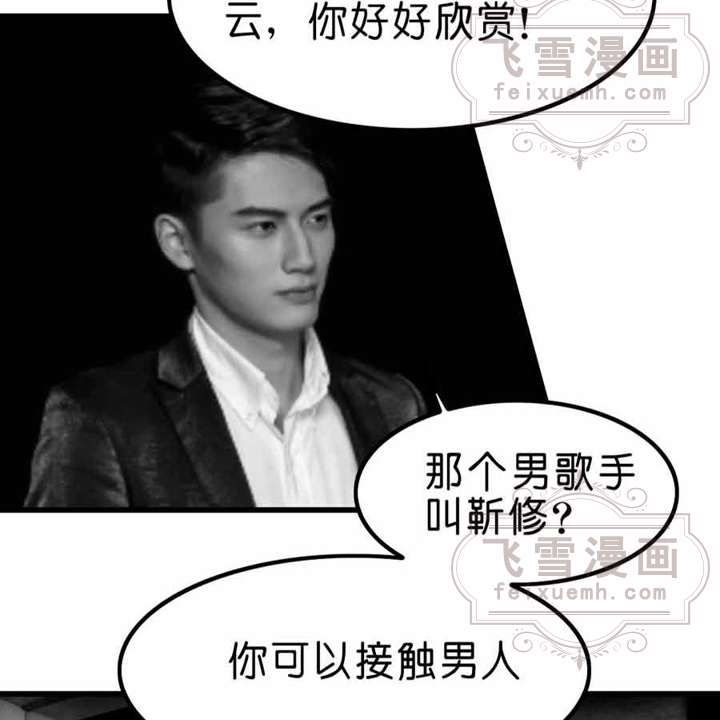 云，你好好欣赏！
飞雪漫画
feixuemh.com
那个男歌手
叫靳修？
飞雪漫画
feixuemh.com
你可以接触男人